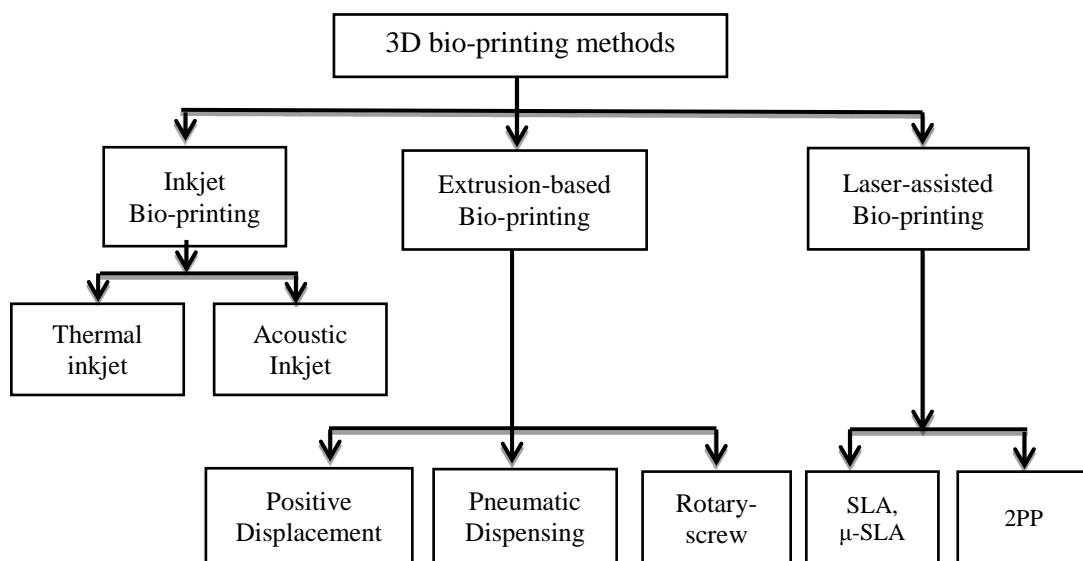 3D bio-printing methods
Inkjet
Bio-printing
Extrusion-based
Bio-printing
Laser-assisted
Bio-printing
Thermal
inkjet
Acoustic
Inkjet
Positive
Displacement
Pneumatic
Dispensing
Rotary-
screw
SLA,
µ-SLA
2PP